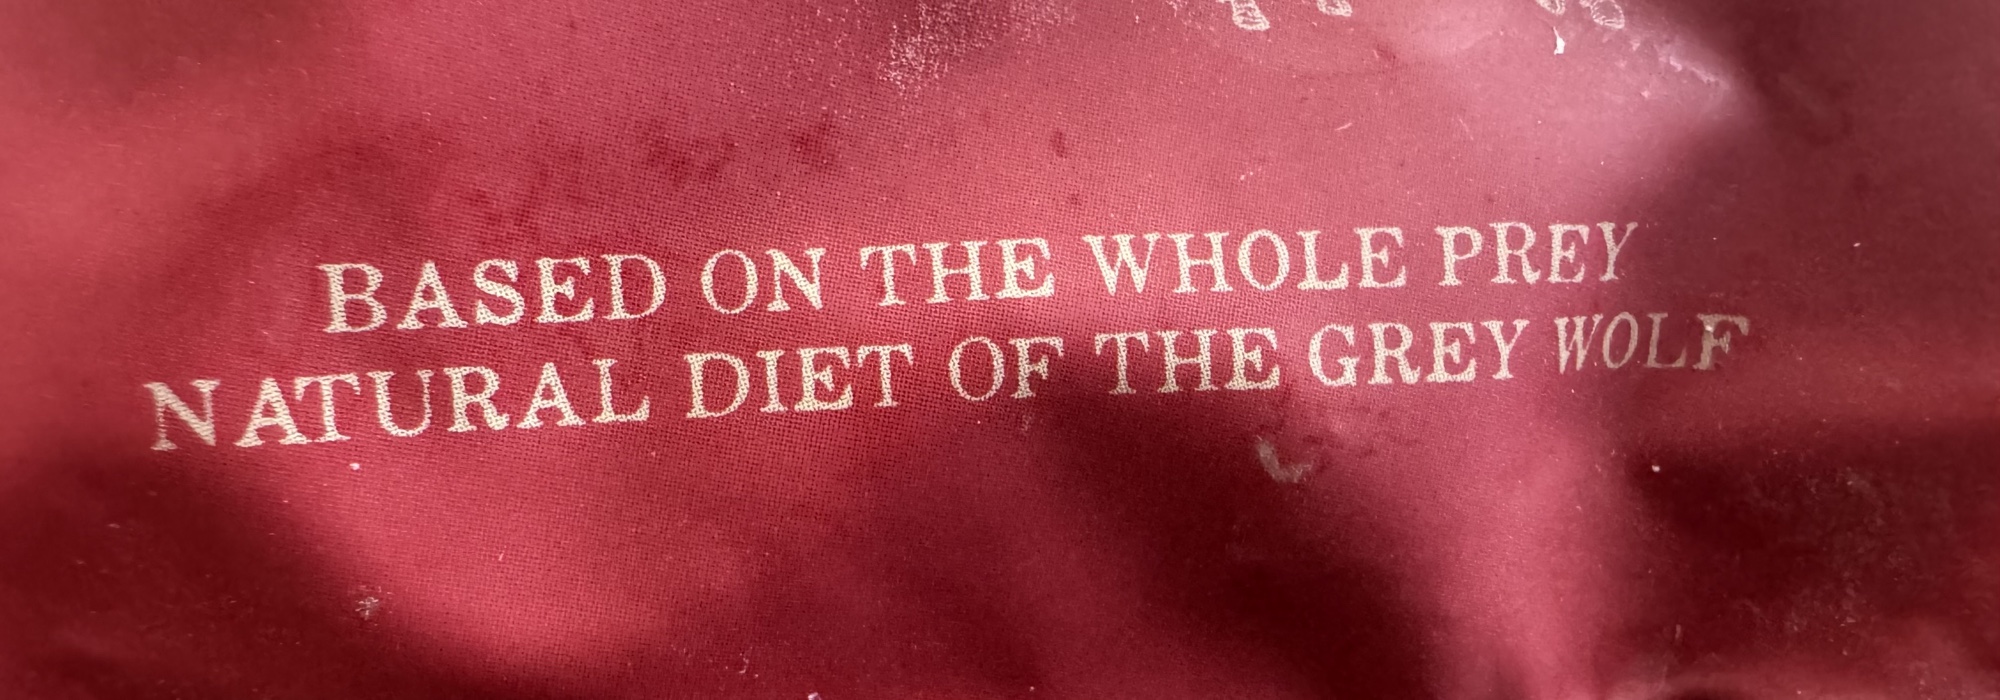 BASED ON THE WHOLE PREY
NATURAL DIET OF THE GREY WOLF